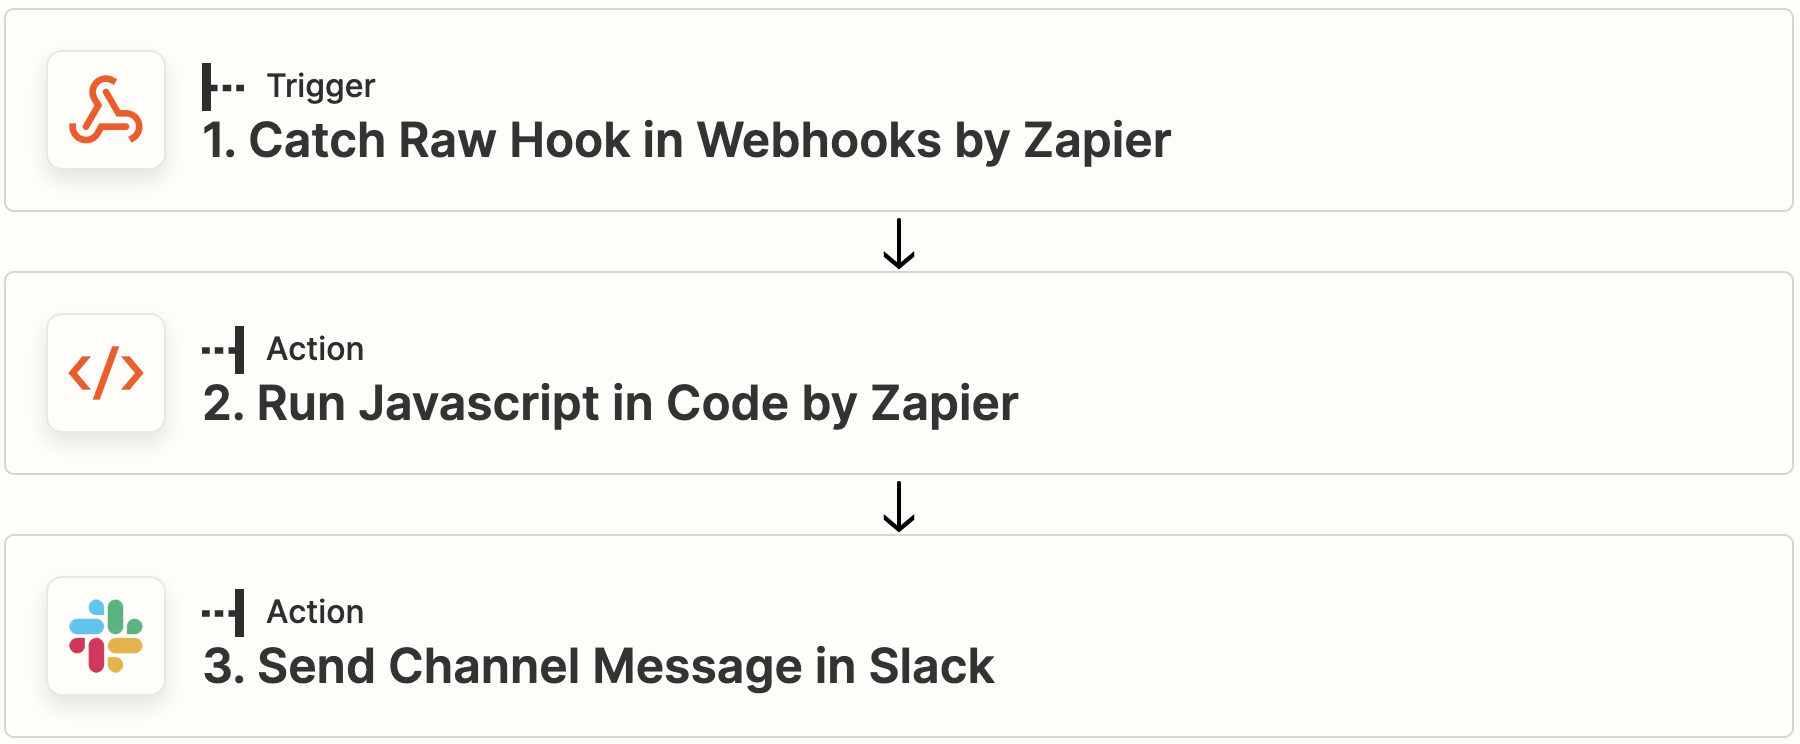 Trigger
1. Catch Raw Hook in Webhooks by Zapier
Action
2. Run Javascript in Code by Zapier
Action
3. Send Channel Message in Slack